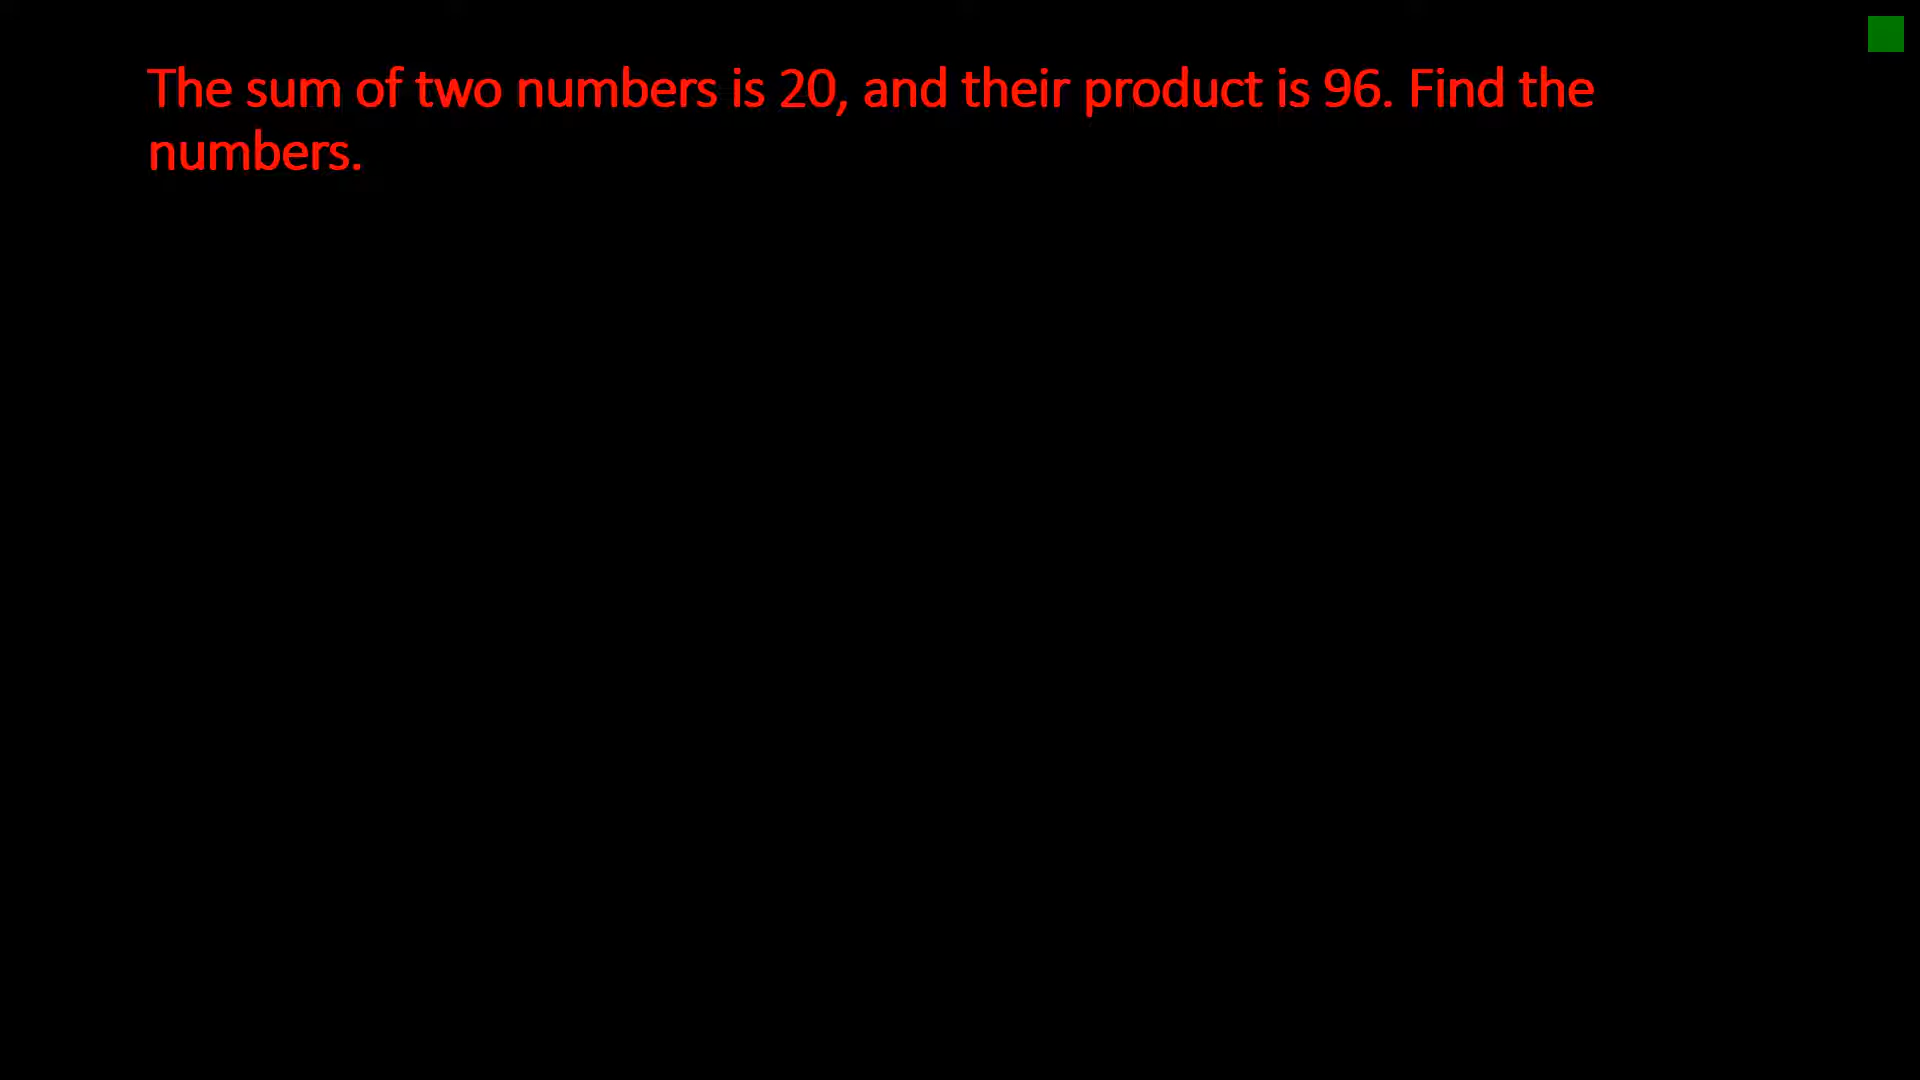 The sum of two numbers is 20, and their product is 96. Find the
numbers.